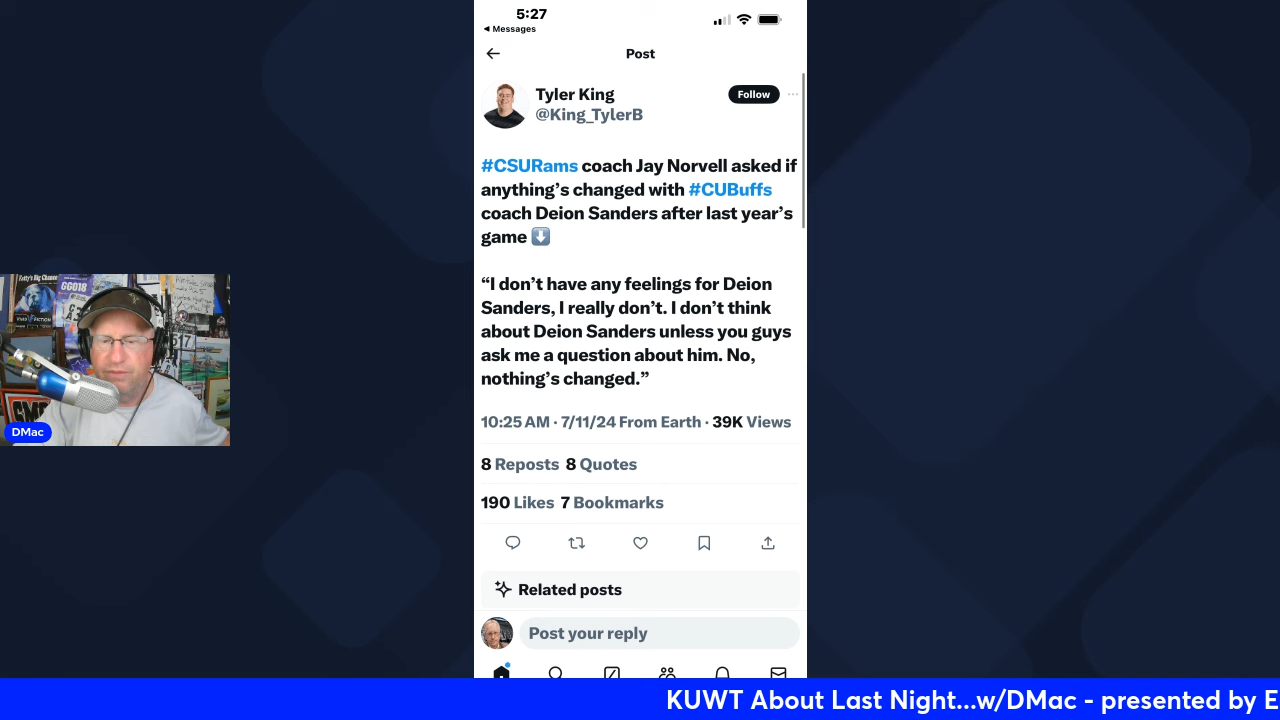 5:27
◀ Messages
Post
Tyler King
@King_TylerB
Follow
#CSURams coach Jay Norvell asked if
anything’s changed with #CUBuffs
coach Deion Sanders after last year’s
game ⬇️
“I don’t have any feelings for Deion
Sanders, I really don’t. I don’t think
about Deion Sanders unless you guys
ask me a question about him. No,
nothing’s changed.”
10:25 AM · 7/11/24 From Earth · 39K Views
8 Reposts 8 Quotes
190 Likes 7 Bookmarks
Related posts
Post your reply
GGO18
DMac
KUWT About Last Night...w/DMac - presented by E